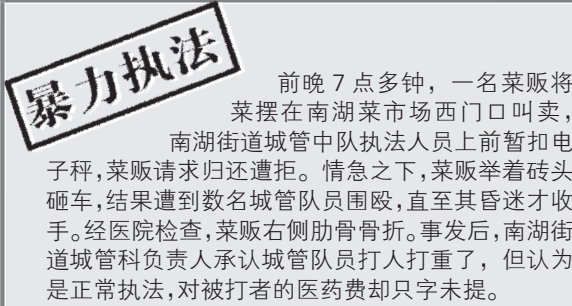 暴力执法
前晚7点多钟，一名菜贩将
菜摆在南湖菜市场西门口叫卖，
南湖街道城管中队执法人员上前暂扣电
子秤，菜贩请求归还遭拒。情急之下，菜贩举着砖头
砸车，结果遭到数名城管队员围殴，直至其昏迷才收
手。经医院检查，菜贩右侧肋骨骨折。事发后，南湖街
道城管科负责人承认城管队员打人打重了，但认为
是正常执法，对被打者的医药费却只字未提。